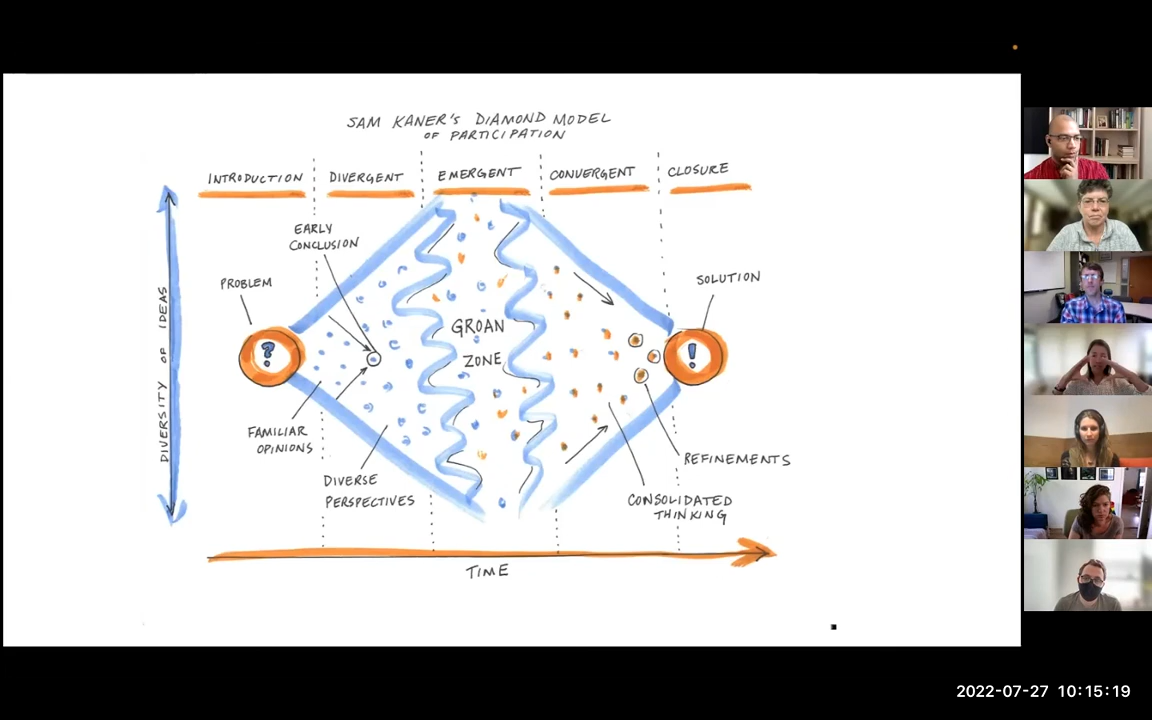 SAM KANER'S DIAMOND MODEL
OF PARTICIPATION
INTRODUCTION
DIVERGENT
EMERGENT
CONVERGENT
CLOSURE
EARLY
CONCLUSION
PROBLEM
SOLUTION
DIVERSITY OF IDEAS
?
GROAN
ZONE
!
FAMILIAR
OPINIONS
DIVERSE
PERSPECTIVES
REFINEMENTS
CONSOLIDATED
THINKING
TIME
2022-07-27 10:15:19